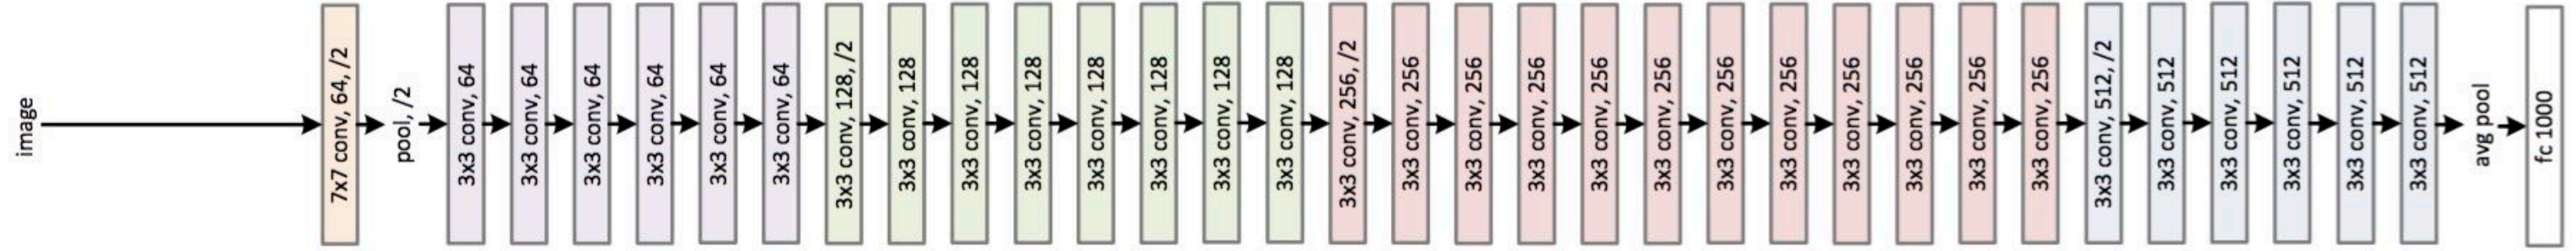 image
7x7 conv, 64, /2
pool, /2
3x3 conv, 64
3x3 conv, 64
3x3 conv, 64
3x3 conv, 64
3x3 conv, 64
3x3 conv, 64
3x3 conv, 128, /2
3x3 conv, 128
3x3 conv, 128
3x3 conv, 128
3x3 conv, 128
3x3 conv, 128
3x3 conv, 128
3x3 conv, 128
3x3 conv, 256, /2
3x3 conv, 256
3x3 conv, 256
3x3 conv, 256
3x3 conv, 256
3x3 conv, 256
3x3 conv, 256
3x3 conv, 256
3x3 conv, 256
3x3 conv, 256
3x3 conv, 256
3x3 conv, 256
3x3 conv, 512, /2
3x3 conv, 512
3x3 conv, 512
3x3 conv, 512
3x3 conv, 512
3x3 conv, 512
avg pool
fc 1000